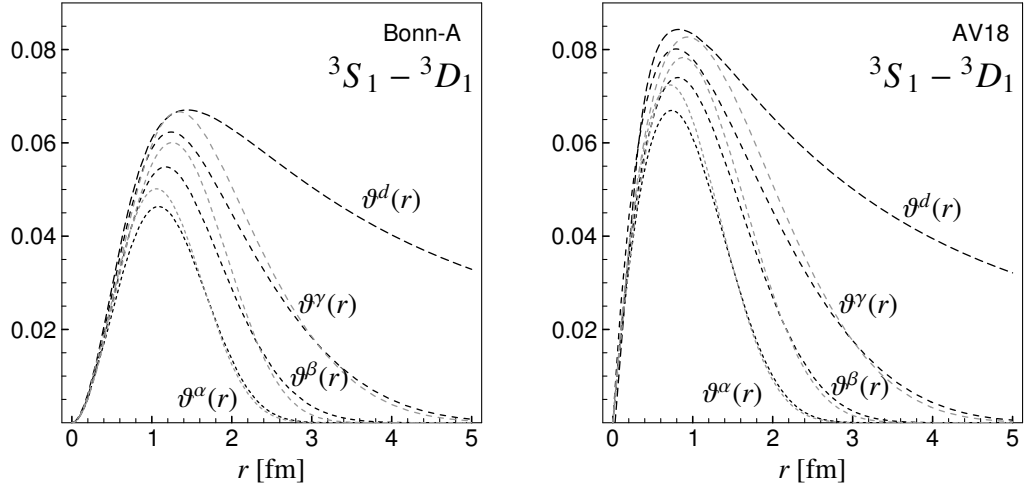 Bonn-A
³S₁ − ³D₁
0.08
0.06
0.04
0.02
ϑᵈ(r)
ϑᵞ(r)
ϑᵝ(r)
ϑᵅ(r)
0 1 2 3 4 5
r [fm]
AV18
³S₁ − ³D₁
0.08
0.06
0.04
0.02
ϑᵈ(r)
ϑᵞ(r)
ϑᵝ(r)
ϑᵅ(r)
0 1 2 3 4 5
r [fm]